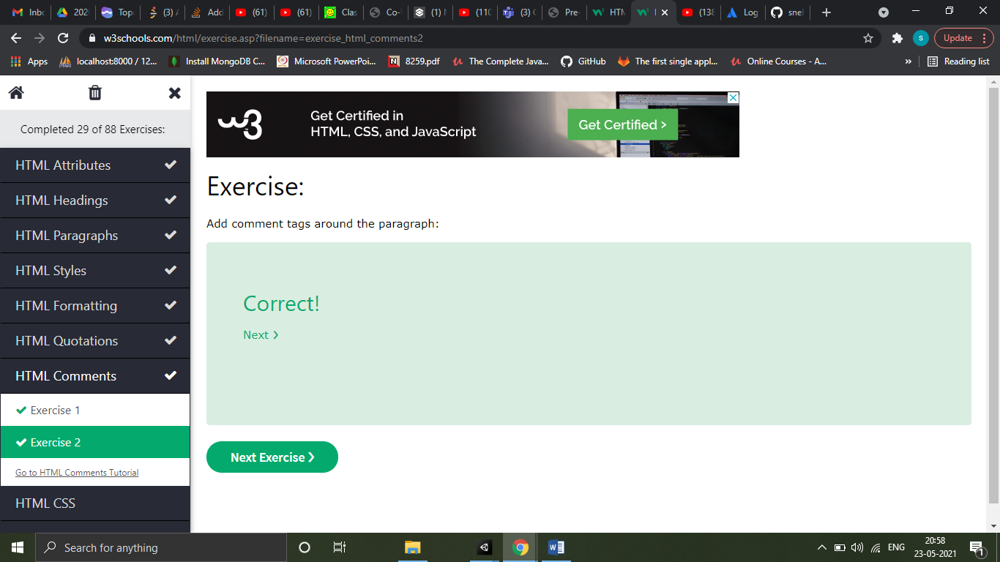 Inbo
2020
Top
(3) A
Add
(61)
(61)
Clas
Co-
(1) N
(110
(3) C
Pre-
HTM
(138
Log
snel
w3schools.com/html/exercise.asp?filename=exercise_html_comments2
S
Update
Apps
localhost:8000 / 12...
Install MongoDB C...
Microsoft PowerPoi...
8259.pdf
The Complete Java...
GitHub
The first single appl...
Online Courses - A...
»
Reading list
Completed 29 of 88 Exercises:
HTML Attributes
HTML Headings
HTML Paragraphs
HTML Styles
HTML Formatting
HTML Quotations
HTML Comments
Exercise 1
Exercise 2
Go to HTML Comments Tutorial
HTML CSS
w3
Get Certified in
HTML, CSS, and JavaScript
Get Certified >
Exercise:
Add comment tags around the paragraph:
Correct!
Next ❯
Next Exercise ❯
Search for anything
ENG
20:58
23-05-2021
1